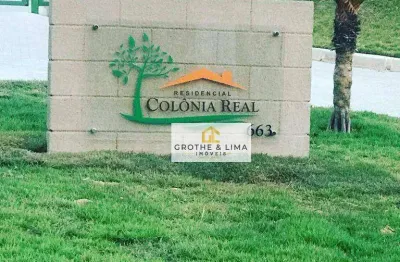 RESIDENCIAL
COLÔNIA REAL
663
GROTHE & LIMA
IMÓVEIS